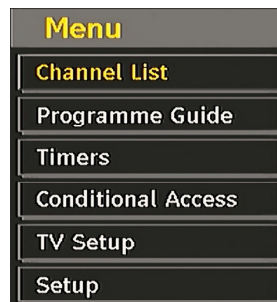 Menu
Channel List
Programme Guide
Timers
Conditional Access
TV Setup
Setup